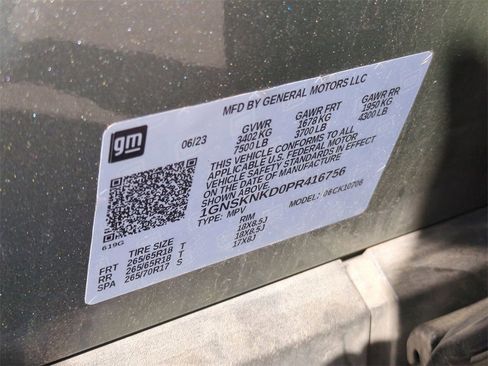 MFD BY GENERAL MOTORS LLC
gm
06/23
GVWR GAWR FRT GAWR RR
3402 KG 1678 KG 1950 KG
7500 LB 3700 LB 4300 LB
THIS VEHICLE CONFORMS TO ALL
APPLICABLE U.S. FEDERAL MOTOR
VEHICLE SAFETY STANDARDS IN EFFECT
ON THE DATE OF MANUFACTURE
SHOWN ABOVE.
1GNSKNKD0PR416756
TYPE: MPV MODEL: 06CK10706
619G
TIRE SIZE RIM
FRT 265/65R18 T 18X8.5J
RR 265/65R18 T 18X8.5J
SPA 265/70R17 S 17X8J